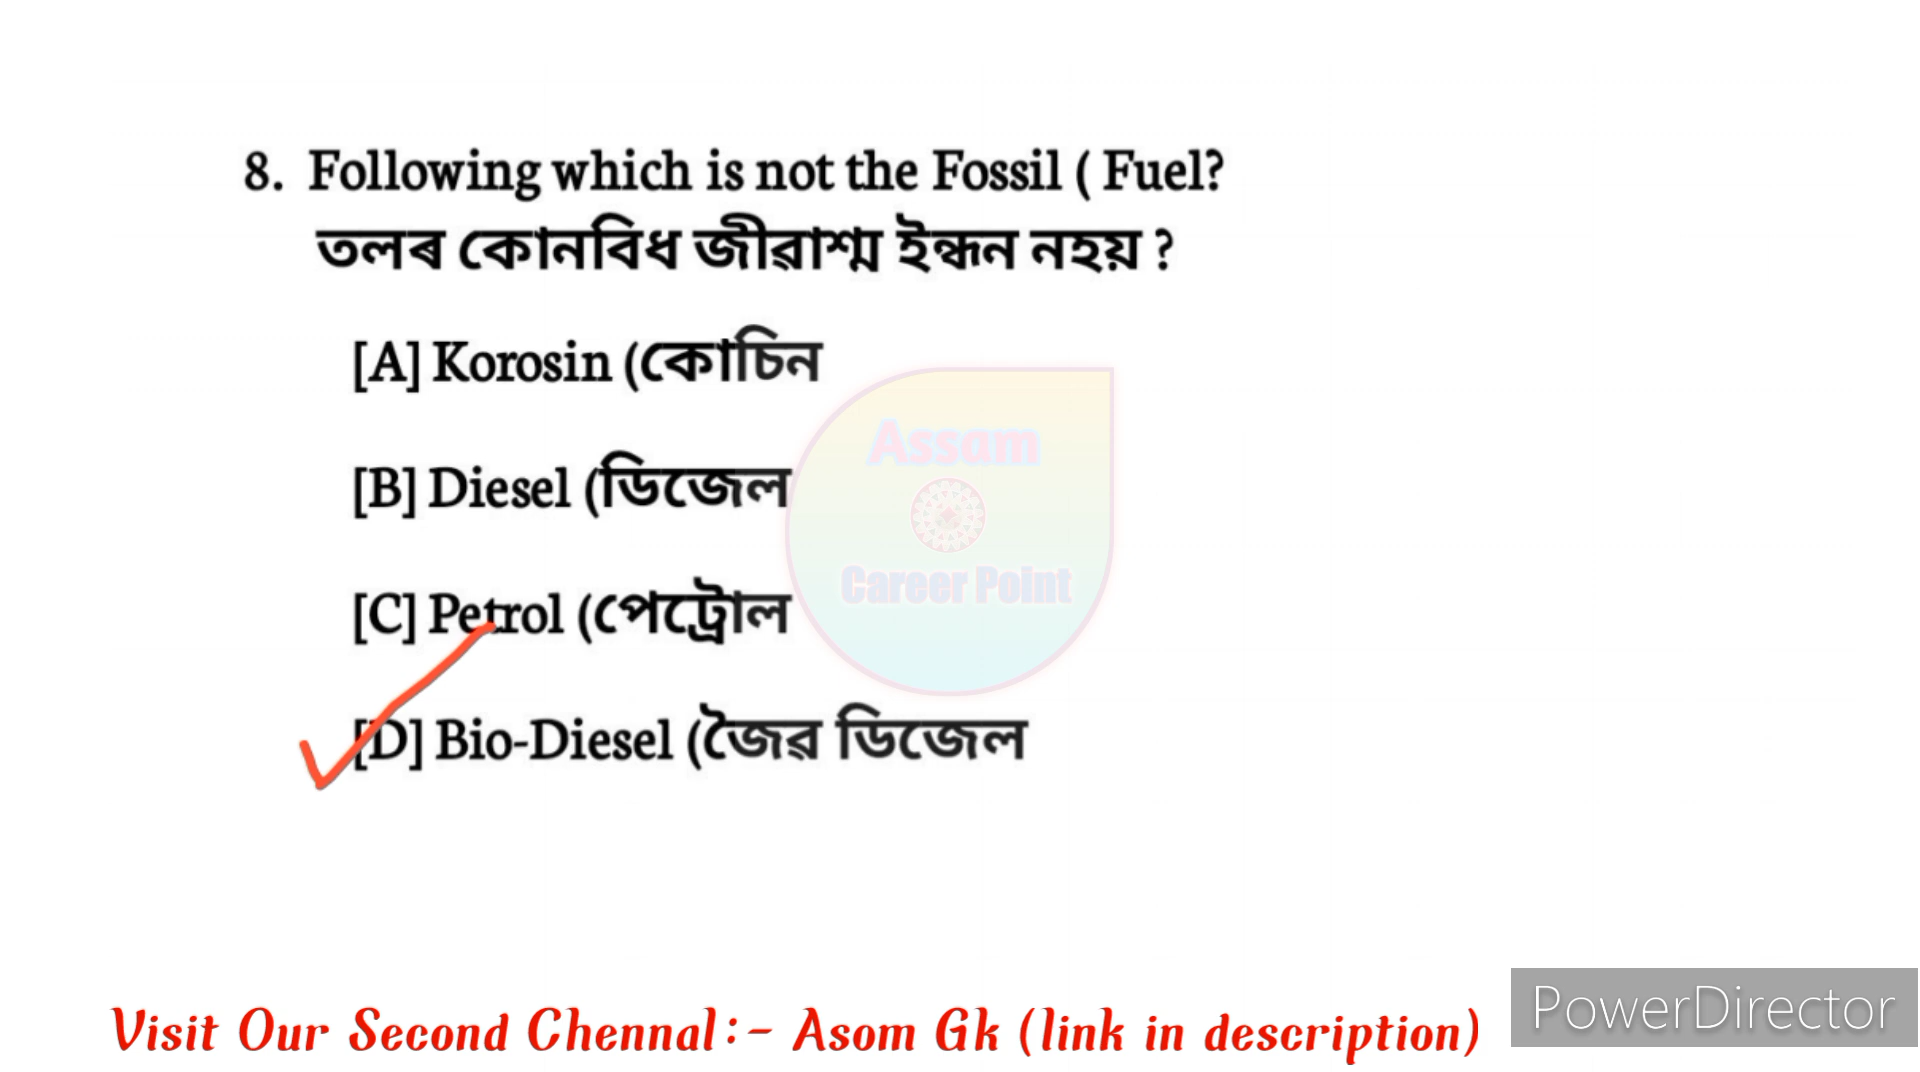 8. Following which is not the Fossil ( Fuel?
তলৰ কোনবিধ জীৱাশ্ম ইন্ধন নহয় ?
[A] Korosin (কোচিন
[B] Diesel (ডিজেল
[C] Petrol (পেট্ৰোল
[D] Bio-Diesel (জৈৱ ডিজেল
Assam
Career Point
Visit Our Second Chennal:- Asom Gk (link in description)
PowerDirector